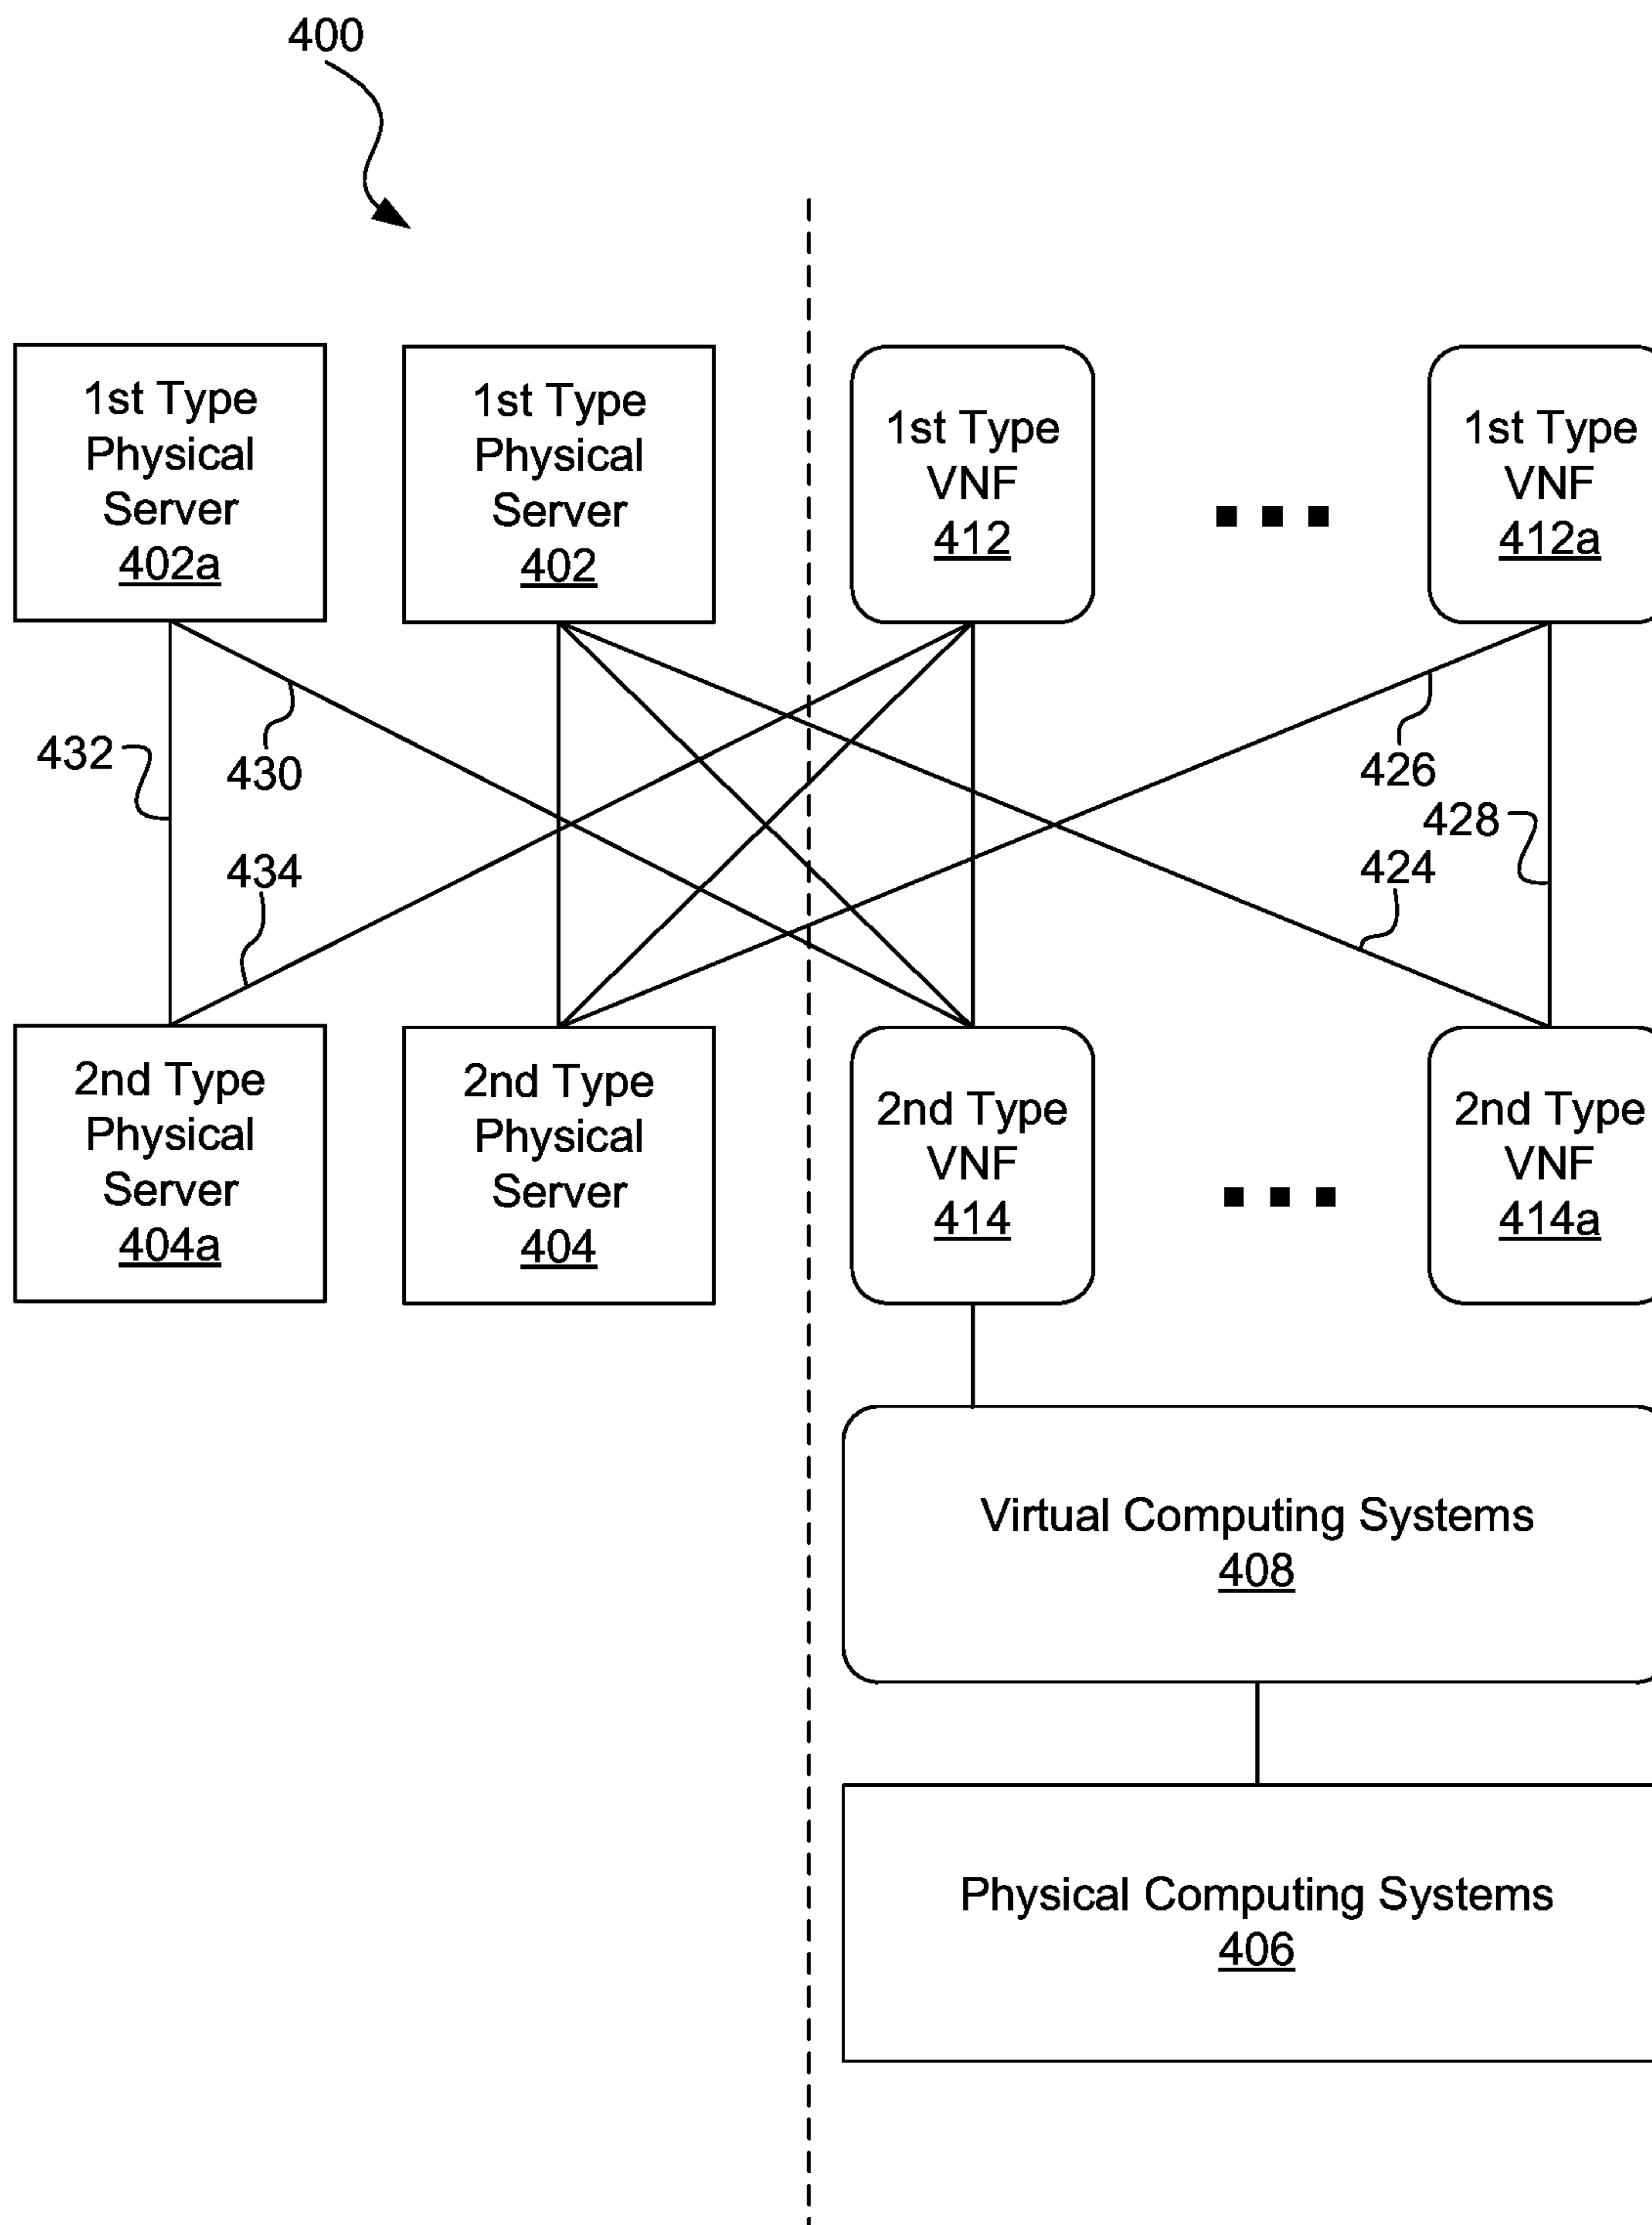 400
1st Type
Physical
Server
402a
1st Type
Physical
Server
402
1st Type
VNF
412
1st Type
VNF
412a
432
430
434
426
428
424
2nd Type
Physical
Server
404a
2nd Type
Physical
Server
404
2nd Type
VNF
414
2nd Type
VNF
414a
Virtual Computing Systems
408
Physical Computing Systems
406